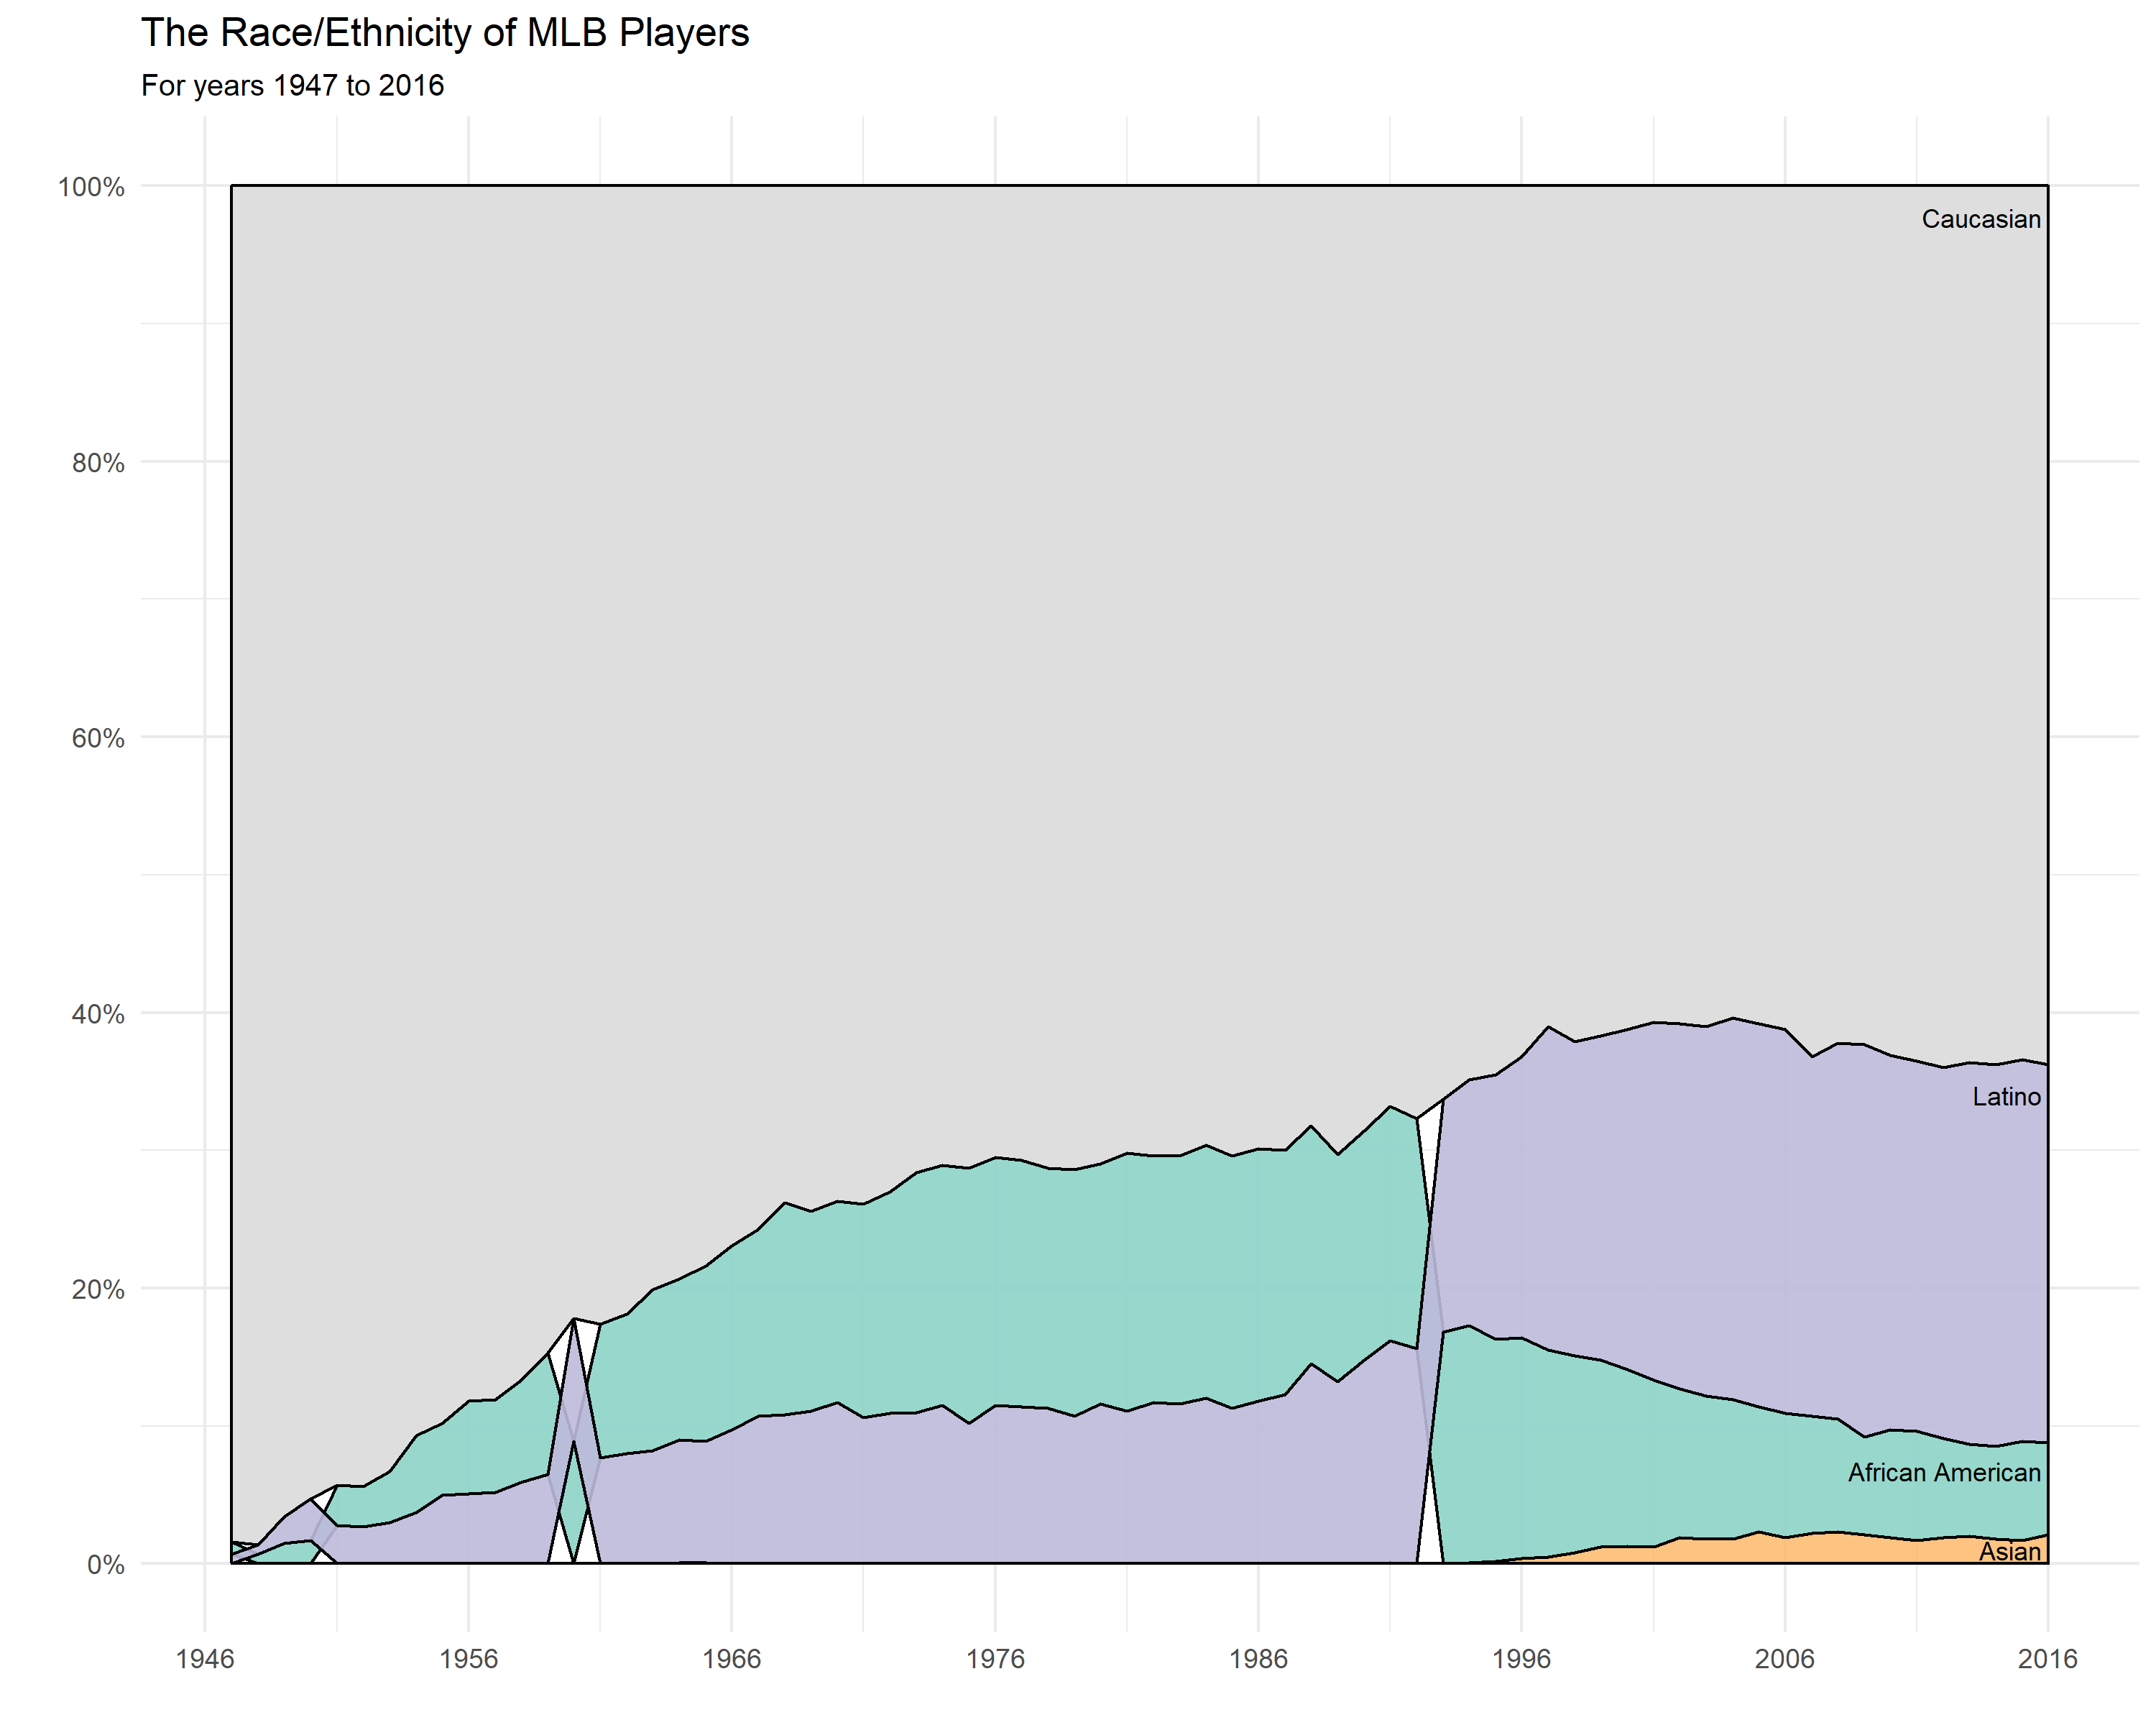 The Race/Ethnicity of MLB Players
For years 1947 to 2016
100%
Caucasian
80%
60%
40%
Latino
20%
African American
Asian
0%
1946 1956 1966 1976 1986 1996 2006 2016